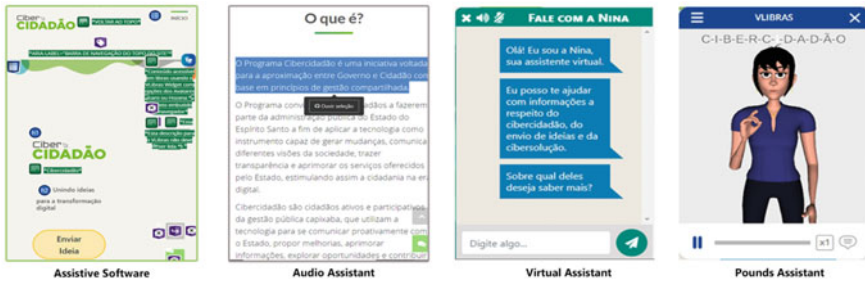 Ciber
CIDADÃO
"VOLTAR AO TOPO"
INÍCIO
Ciber
CIDADÃO
"Cibercidadão"
Unindo ideias
para a transformação
digital
Enviar
Ideia
Assistive Software
O que é?
O Programa Cibercidadão é uma iniciativa voltada
para a aproximação entre Governo e Cidadão com
base em princípios de gestão compartilhada.
Ouvir seleção
O Programa
parte da administração pública do Estado do
Espírito Santo a fim de aplicar a tecnologia como
instrumento capaz de gerar mudanças, comunicar
diferentes visões da sociedade, trazer
transparência e aprimorar os serviços oferecidos
pelo Estado, estimulando assim a cidadania na era
digital.
Cibercidadão são cidadãos ativos e participativos
da gestão pública capixaba, que utilizam a
tecnologia para se comunicar proativamente com
o Estado, propor melhorias, aprimorar
informações, explorar oportunidades e contribuir
Audio Assistant
FALE COM A NINA
Olá! Eu sou a Nina,
sua assistente virtual.
Eu posso te ajudar
com informações a
respeito do
cibercidadão, do
envio de ideias e da
cibersolução.
Sobre qual deles
deseja saber mais?
Digite algo...
Virtual Assistant
VLIBRAS
C-I-B-E-R-C-
-D-A-D-Ã-O
x1
Pounds Assistant